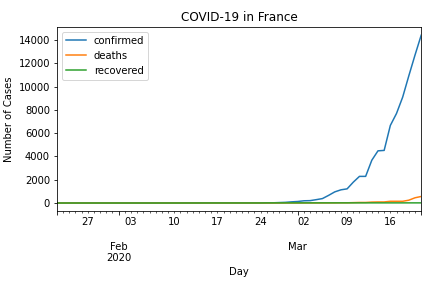 COVID-19 in France
confirmed
deaths
recovered
Number of Cases
14000
12000
10000
8000
6000
4000
2000
0
27 03 10 17 24 02 09 16
Feb Mar
2020
Day